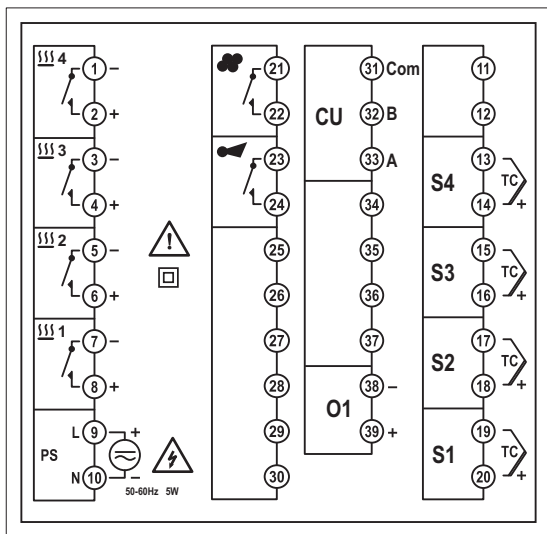 4
1 –
2 +
3
3 –
4 +
2
5 –
6 +
1
7 –
8 +
PS
L 9 +
N 10 –
50-60Hz 5W
21
22
23
24
25
26
27
28
29
30
CU
31 Com
32 B
33 A
34
35
36
37
O1
38 –
39 +
11
12
S4
13
TC
14 +
S3
15
TC
16 +
S2
17
TC
18 +
S1
19
TC
20 +